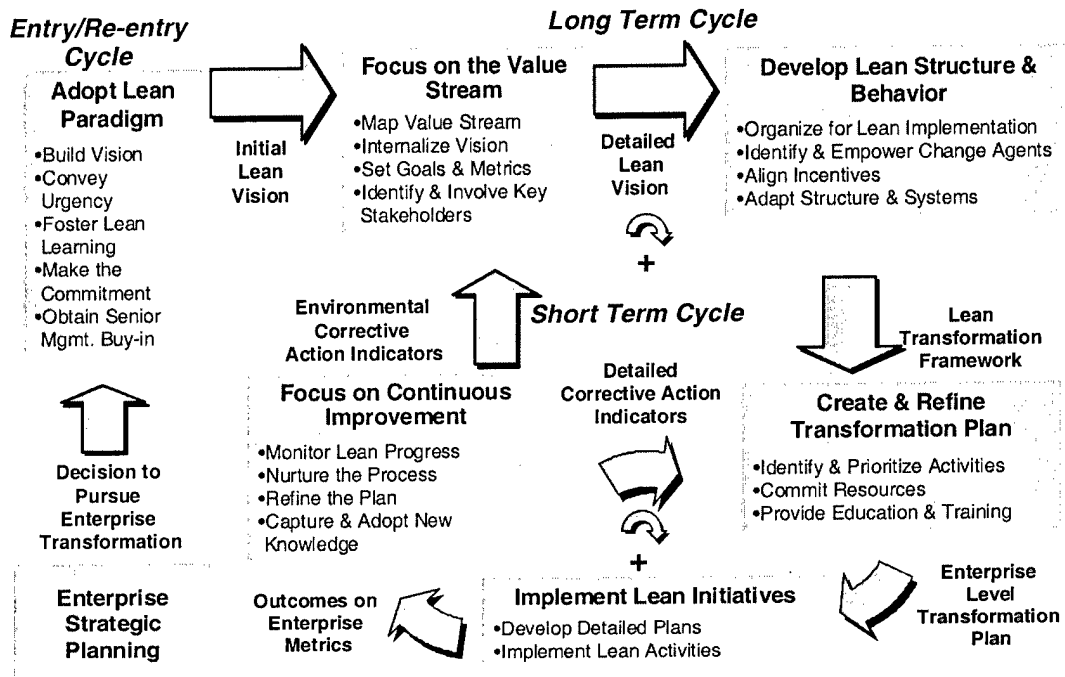 Entry/Re-entry
Cycle
Long Term Cycle
Adopt Lean
Paradigm
•Build Vision
•Convey
Urgency
•Foster Lean
Learning
•Make the
Commitment
•Obtain Senior
Mgmt. Buy-in
Initial
Lean
Vision
Focus on the Value
Stream
•Map Value Stream
•Internalize Vision
•Set Goals & Metrics
•Identify & Involve Key
Stakeholders
Detailed
Lean
Vision
+
Develop Lean Structure &
Behavior
•Organize for Lean Implementation
•Identify & Empower Change Agents
•Align Incentives
•Adapt Structure & Systems
Environmental
Corrective
Action Indicators
Short Term Cycle
Lean
Transformation
Framework
Detailed
Corrective Action
Indicators
+
Focus on Continuous
Improvement
•Monitor Lean Progress
•Nurture the Process
•Refine the Plan
•Capture & Adopt New
Knowledge
Create & Refine
Transformation Plan
•Identify & Prioritize Activities
•Commit Resources
•Provide Education & Training
Decision to
Pursue
Enterprise
Transformation
Enterprise
Strategic
Planning
Outcomes on
Enterprise
Metrics
Implement Lean Initiatives
•Develop Detailed Plans
•Implement Lean Activities
Enterprise
Level
Transformation
Plan